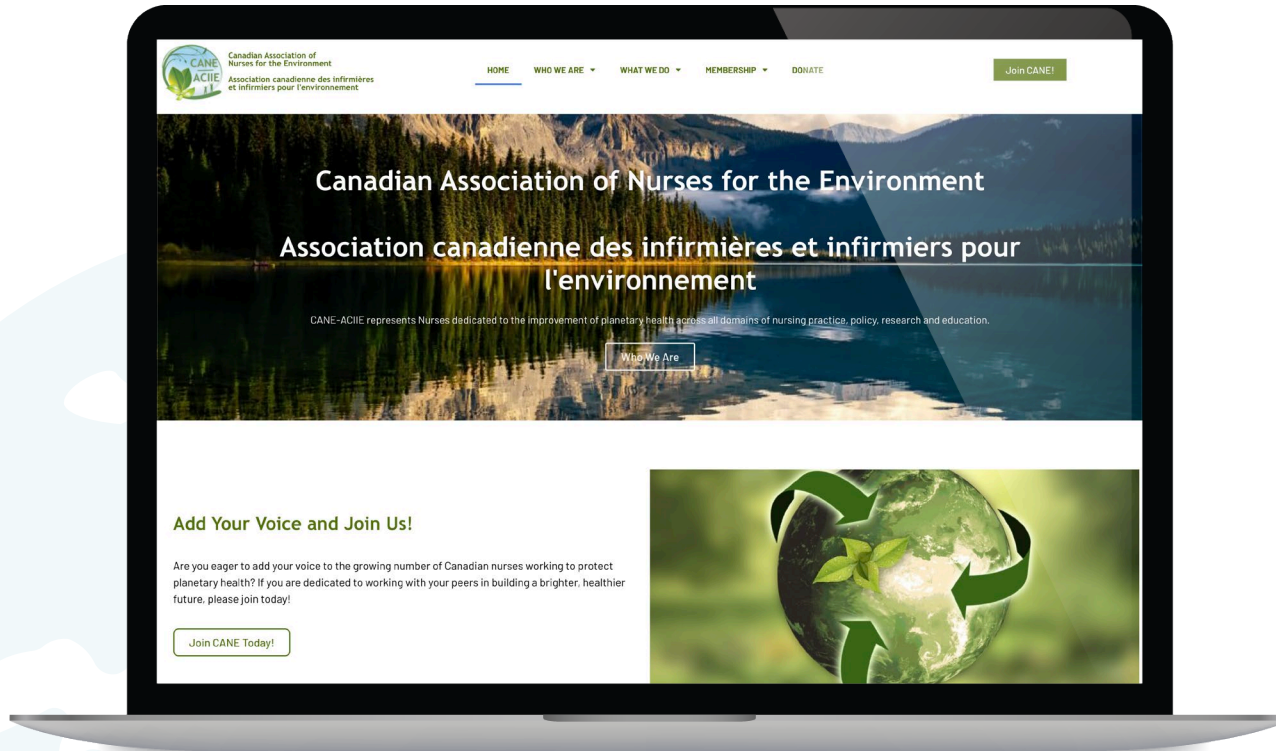 CANE
ACIIE
Canadian Association of
Nurses for the Environment
Association canadienne des infirmières
et infirmiers pour l'environnement
HOME WHO WE ARE WHAT WE DO MEMBERSHIP DONATE
Join CANE!
Canadian Association of Nurses for the Environment
Association canadienne des infirmières et infirmiers pour
l'environnement
CANE-ACIIE represents Nurses dedicated to the improvement of planetary health across all domains of nursing practice, policy, research and education.
Who We Are
Add Your Voice and Join Us!
Are you eager to add your voice to the growing number of Canadian nurses working to protect
planetary health? If you are dedicated to working with your peers in building a brighter, healthier
future, please join today!
Join CANE Today!